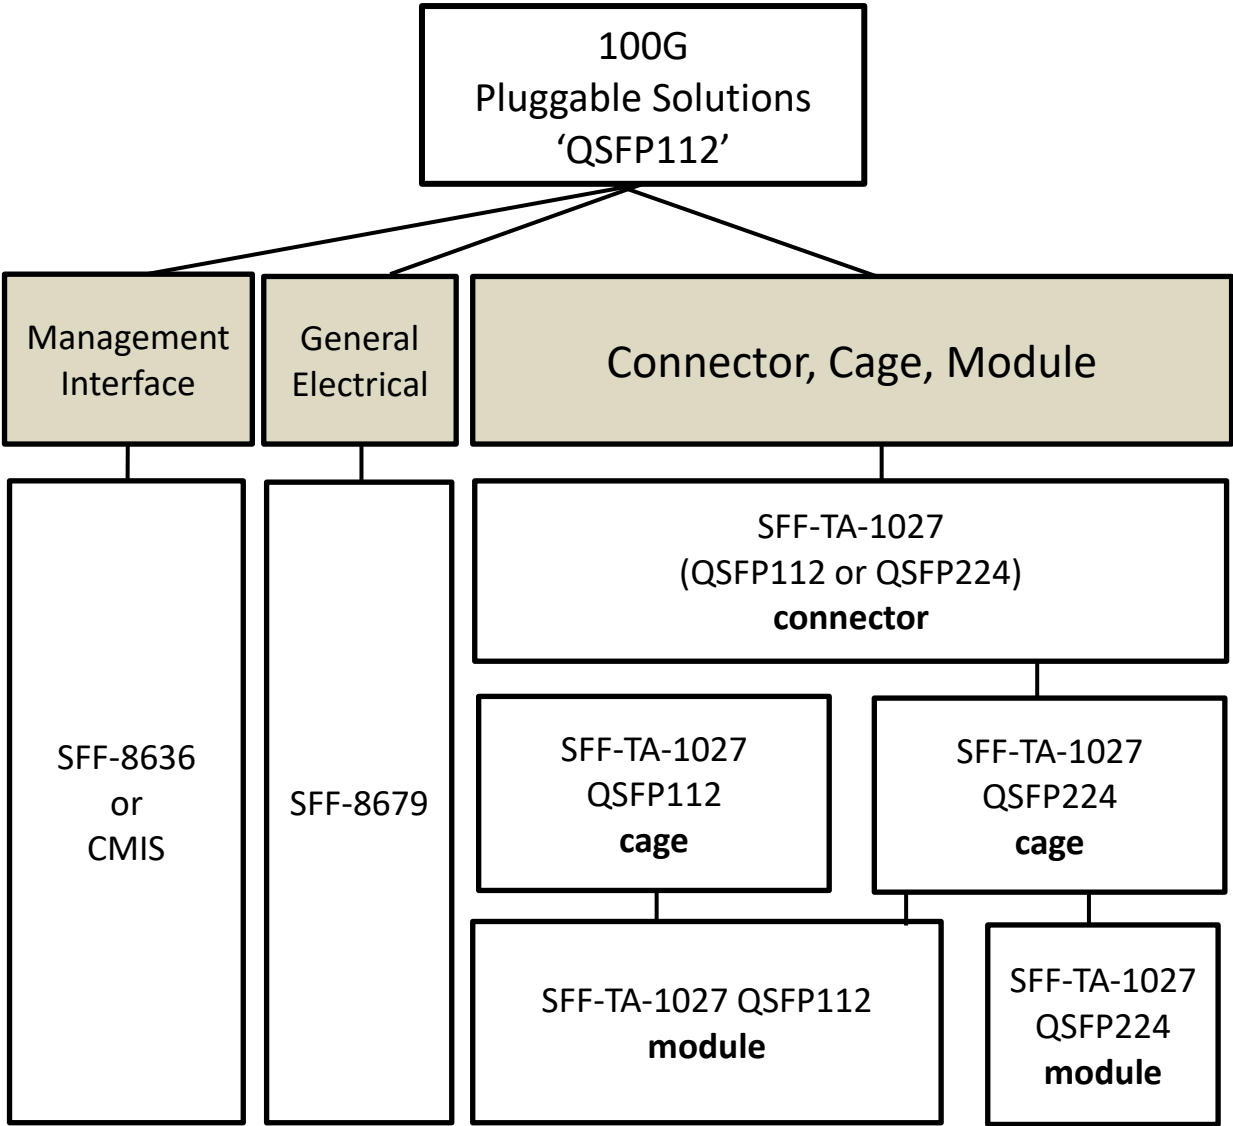 100G
Pluggable Solutions
‘QSFP112’
Management
Interface
General
Electrical
Connector, Cage, Module
SFF-8636
or
CMIS
SFF-8679
SFF-TA-1027
(QSFP112 or QSFP224)
connector
SFF-TA-1027
QSFP112
cage
SFF-TA-1027
QSFP224
cage
SFF-TA-1027 QSFP112
module
SFF-TA-1027
QSFP224
module